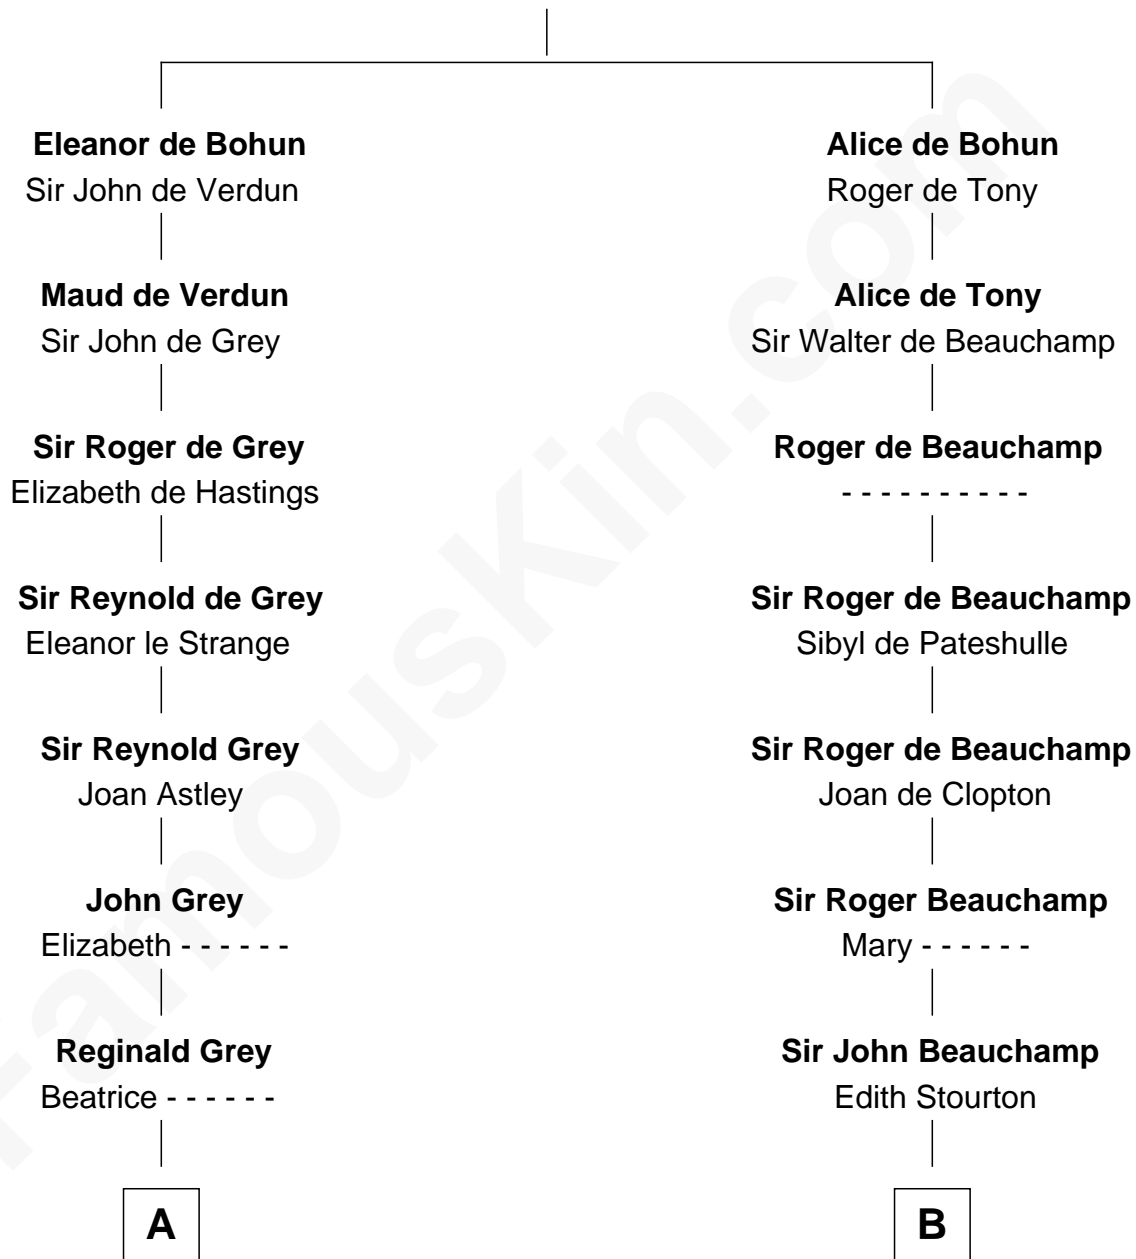 Eleanor de Bohun
Sir John de Verdun
Maud de Verdun
Sir John de Grey
Sir Roger de Grey
Elizabeth de Hastings
Sir Reynold de Grey
Eleanor le Strange
Sir Reynold Grey
Joan Astley
John Grey
Elizabeth - - - - - -
Reginald Grey
Beatrice - - - - - -
A
Alice de Bohun
Roger de Tony
Alice de Tony
Sir Walter de Beauchamp
Roger de Beauchamp
- - - - - - - - - -
Sir Roger de Beauchamp
Sibyl de Pateshulle
Sir Roger de Beauchamp
Joan de Clopton
Sir Roger Beauchamp
Mary - - - - - -
Sir John Beauchamp
Edith Stourton
B
FamousKin.com